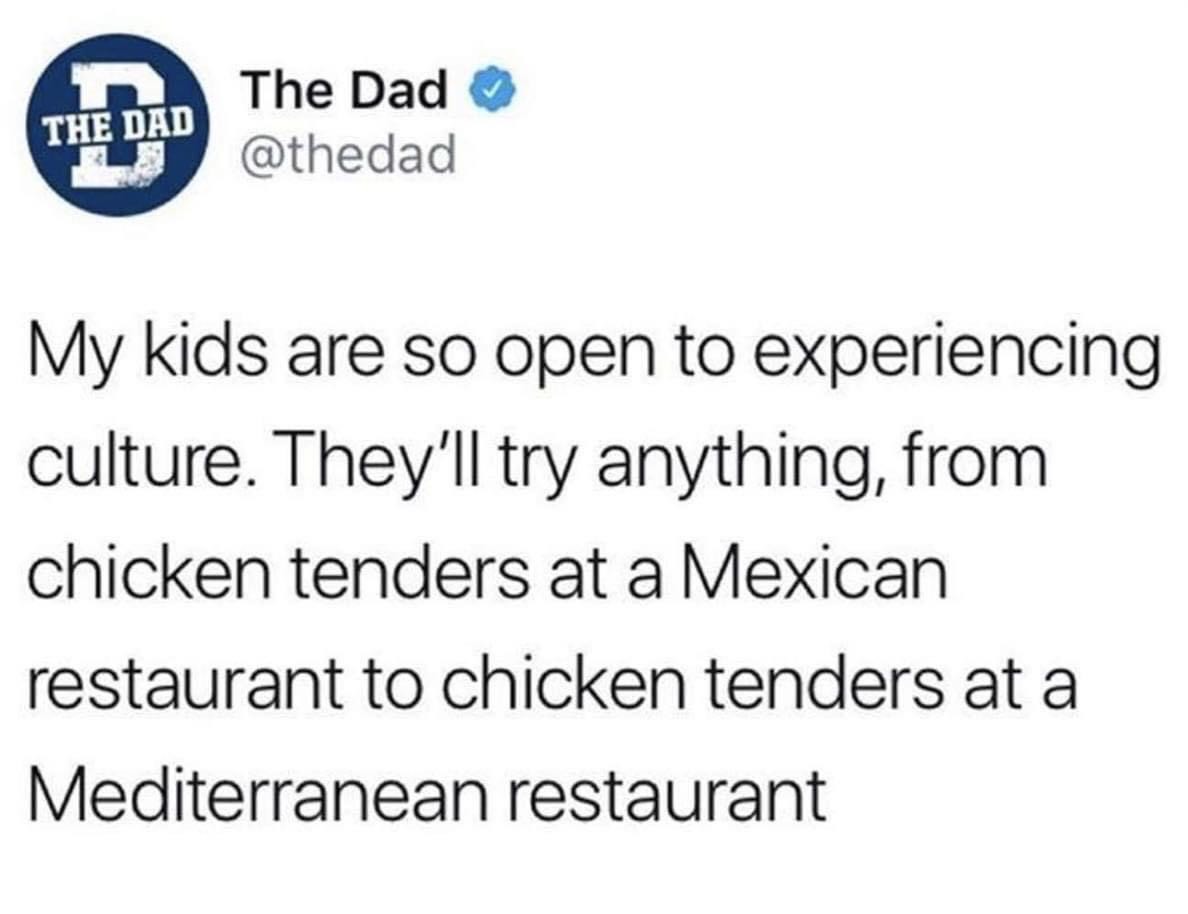 D
THE DAD
The Dad
@thedad
My kids are so open to experiencing
culture. They'll try anything, from
chicken tenders at a Mexican
restaurant to chicken tenders at a
Mediterranean restaurant